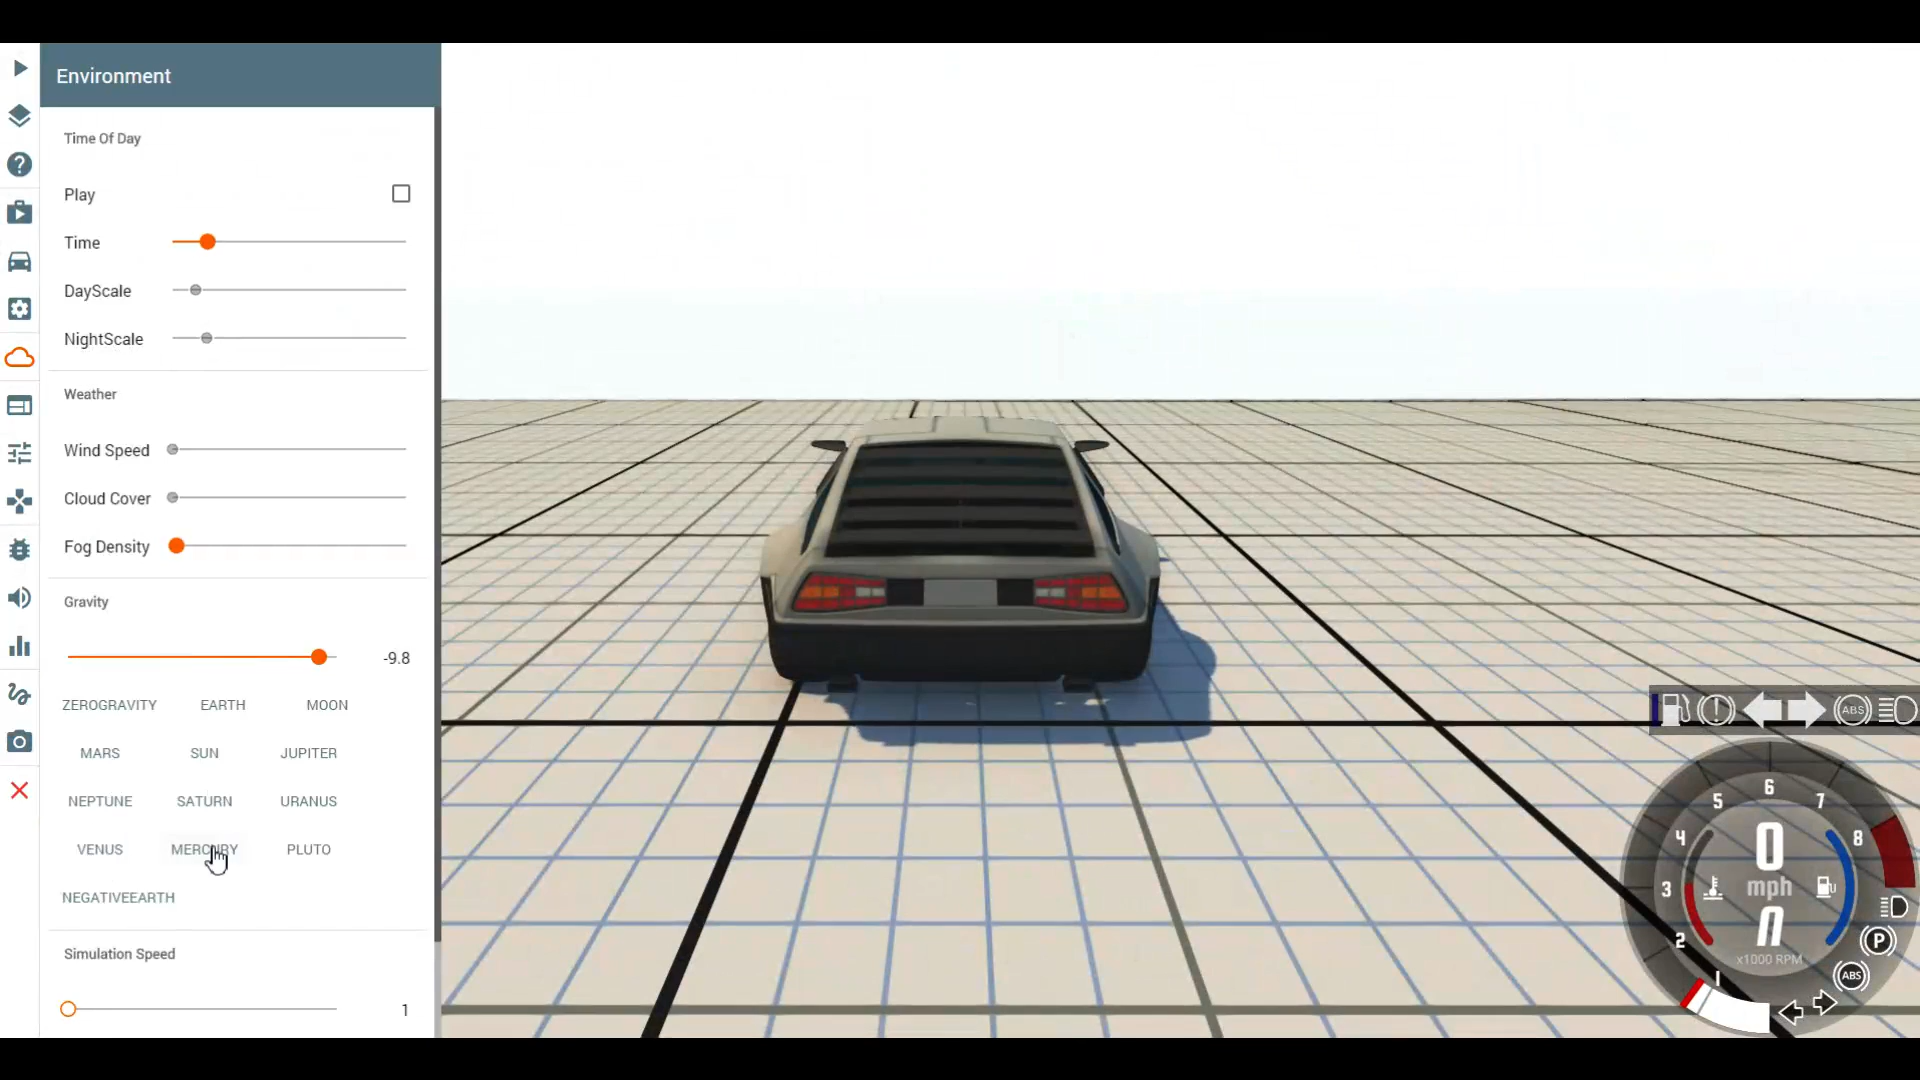 Environment
Time Of Day
Play
Time
DayScale
NightScale
Weather
Wind Speed
Cloud Cover
Fog Density
Gravity
-9.8
ZEROGRAVITY EARTH MOON
MARS SUN JUPITER
NEPTUNE SATURN URANUS
VENUS MERCURY PLUTO
NEGATIVEEARTH
Simulation Speed
1
ABS
1 2 3 4 5 6 7 8
0
mph
n
x1000 RPM
P
ABS